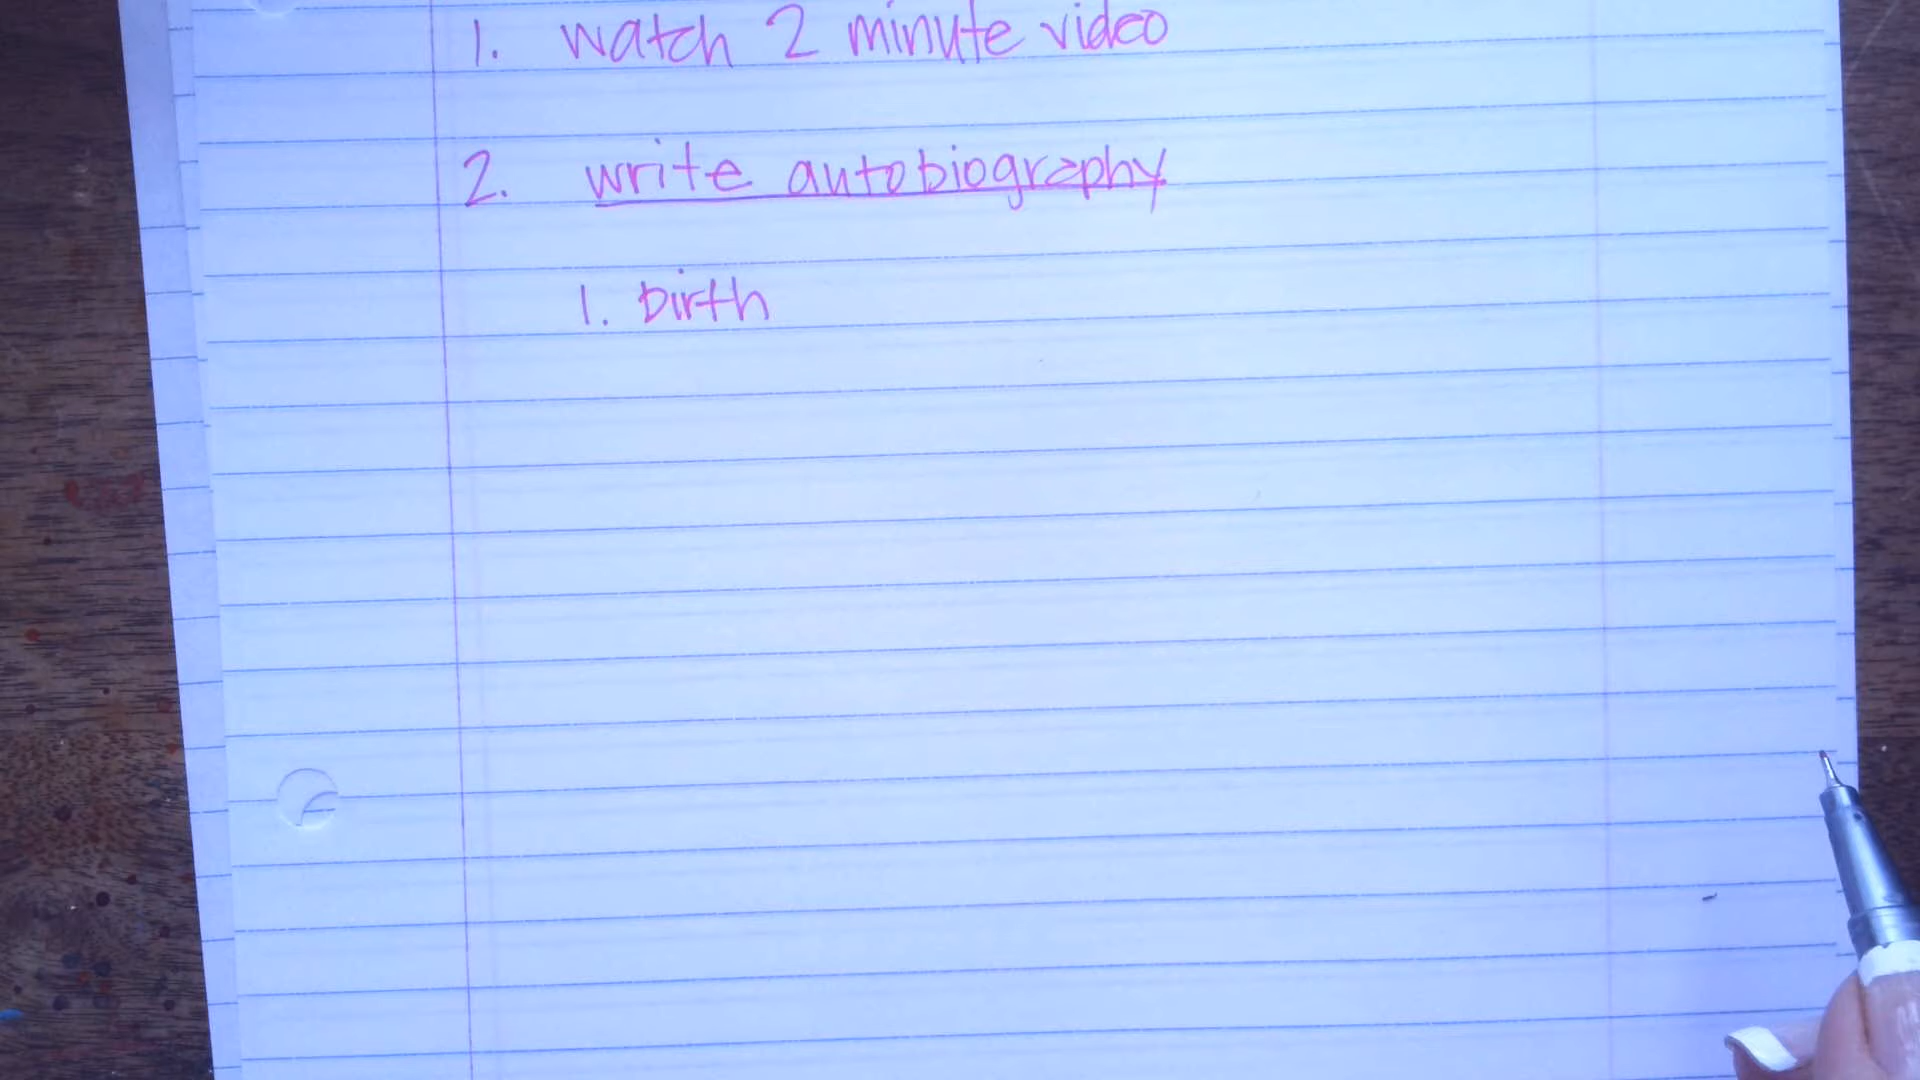 1. watch 2 minute video
2. write autobiography
1. birth